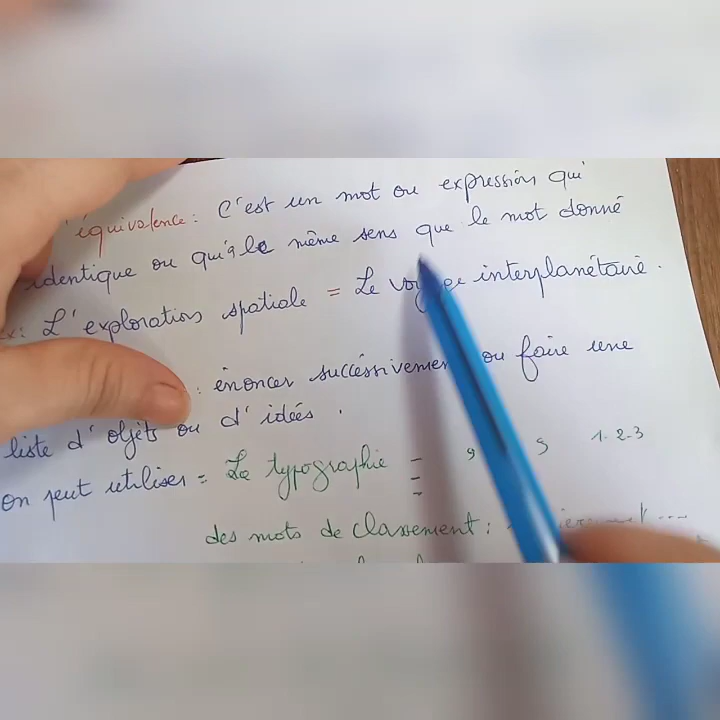 l'équivalence : C'est un mot ou expression qui
identique ou qui a le même sens que le mot donné
Ex: L'exploration spatiale = Le voyage interplanétaire.
: énoncer succéssivement ou faire une
liste d'objets ou d'idées .
On peut utiliser = La typographie - - - , , 1-2-3
des mots de classement :